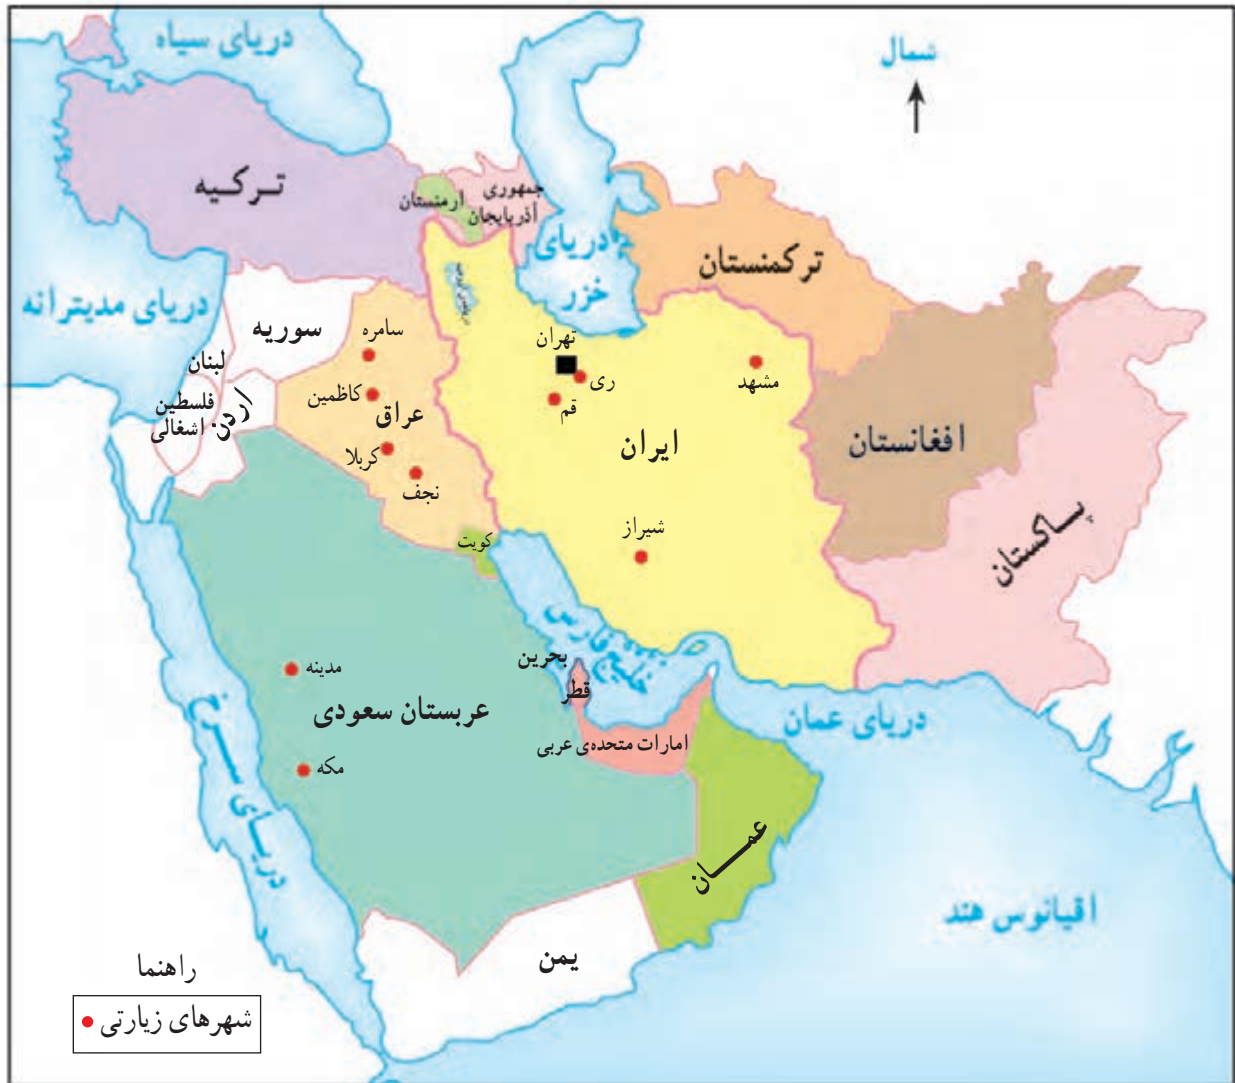 دریای سیاه
شمال
ترکیه
ارمنستان
جمهوری
آذربایجان
دریای
خزر
ترکمنستان
دریای مدیترانه
سوریه
سامره
تهران
لبنان
کاظمین
ری
مشهد
فلسطین
اشغالی
اردن
عراق
قم
ایران
افغانستان
کربلا
نجف
شیراز
پاکستان
کویت
خلیج فارس
بحرین
قطر
مدینه
عربستان سعودی
دریای عمان
امارات متحده‌ی عربی
مکه
دریای سرخ
عمان
اقیانوس هند
یمن
راهنما
شهرهای زیارتی